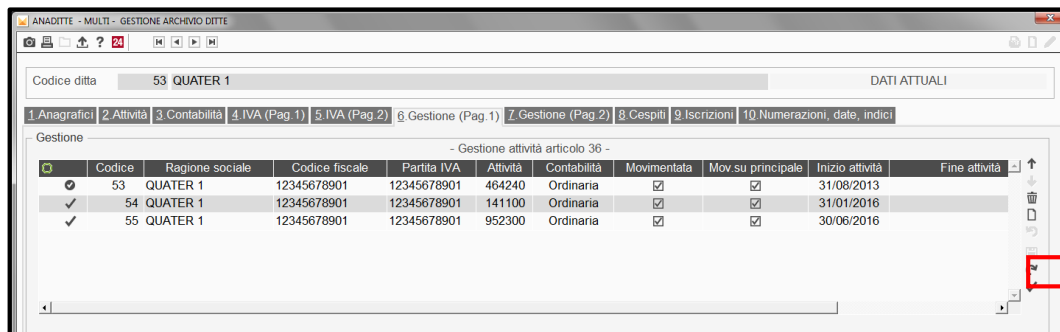 ANADITTE - MULTI - GESTIONE ARCHIVIO DITTE
? 24
Codice ditta 53 QUATER 1 DATI ATTUALI
1.Anagrafici 2.Attività 3.Contabilità 4.IVA (Pag.1) 5.IVA (Pag.2) 6.Gestione (Pag.1) 7.Gestione (Pag.2) 8.Cespiti 9.Iscrizioni 10.Numerazioni, date, indici
Gestione
- Gestione attività articolo 36 -
Codice Ragione sociale Codice fiscale Partita IVA Attività Contabilità Movimentata Mov.su principale Inizio attività Fine attività
53 QUATER 1 12345678901 12345678901 464240 Ordinaria 31/08/2013
54 QUATER 1 12345678901 12345678901 141100 Ordinaria 31/01/2016
55 QUATER 1 12345678901 12345678901 952300 Ordinaria 30/06/2016